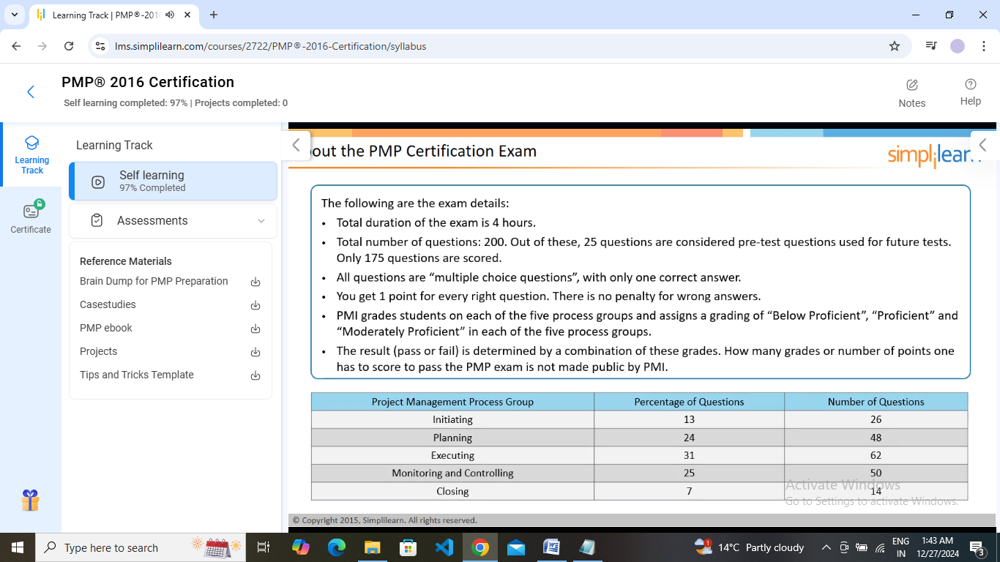 Learning Track | PMP®-201
lms.simplilearn.com/courses/2722/PMP®-2016-Certification/syllabus
PMP® 2016 Certification
Self learning completed: 97% | Projects completed: 0
Notes
Help
Learning
Track
Certificate
Learning Track
Self learning
97% Completed
Assessments
Reference Materials
Brain Dump for PMP Preparation
Casestudies
PMP ebook
Projects
Tips and Tricks Template
out the PMP Certification Exam
simplilearn
The following are the exam details:
• Total duration of the exam is 4 hours.
• Total number of questions: 200. Out of these, 25 questions are considered pre-test questions used for future tests.
Only 175 questions are scored.
• All questions are “multiple choice questions”, with only one correct answer.
• You get 1 point for every right question. There is no penalty for wrong answers.
• PMI grades students on each of the five process groups and assigns a grading of “Below Proficient”, “Proficient” and
“Moderately Proficient” in each of the five process groups.
• The result (pass or fail) is determined by a combination of these grades. How many grades or number of points one
has to score to pass the PMP exam is not made public by PMI.
Project Management Process Group Percentage of Questions Number of Questions
Initiating 13 26
Planning 24 48
Executing 31 62
Monitoring and Controlling 25 50
Closing 7 14
Activate Windows
Go to Settings to activate Windows.
© Copyright 2015, Simplilearn. All rights reserved.
Type here to search
14°C Partly cloudy
ENG
IN
1:43 AM
12/27/2024
3